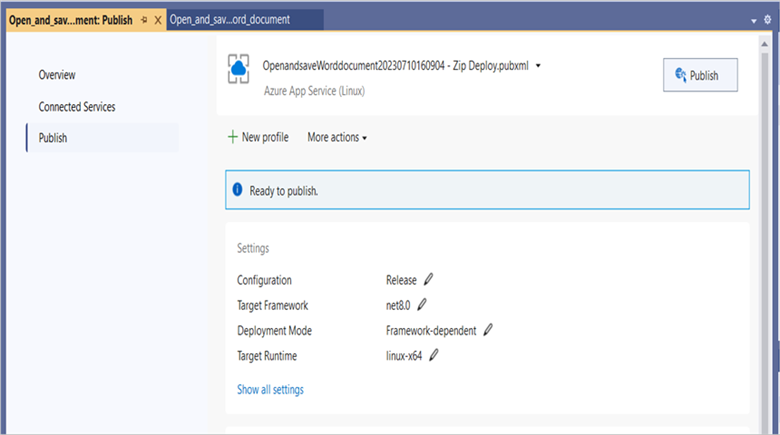 Open_and_sav...ment: Publish
Open_and_sav...ord_document
Overview
Connected Services
Publish
OpenandsaveWorddocument20230710160904 - Zip Deploy.pubxml
Azure App Service (Linux)
Publish
New profile
More actions
Ready to publish.
Settings
Configuration Release
Target Framework net8.0
Deployment Mode Framework-dependent
Target Runtime linux-x64
Show all settings